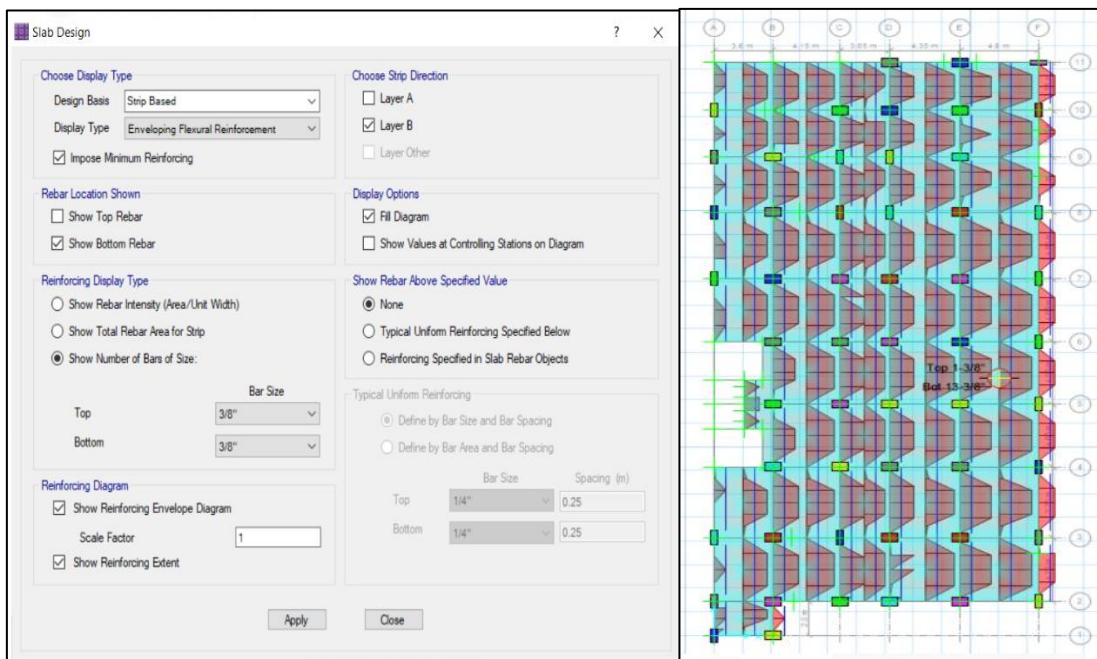 Slab Design
? X
Choose Display Type
Design Basis Strip Based
Display Type Enveloping Flexural Reinforcement
Impose Minimum Reinforcing
Rebar Location Shown
Show Top Rebar
Show Bottom Rebar
Reinforcing Display Type
Show Rebar Intensity (Area/Unit Width)
Show Total Rebar Area for Strip
Show Number of Bars of Size:
Bar Size
Top 3/8"
Bottom 3/8"
Reinforcing Diagram
Show Reinforcing Envelope Diagram
Scale Factor 1
Show Reinforcing Extent
Choose Strip Direction
Layer A
Layer B
Layer Other
Display Options
Fill Diagram
Show Values at Controlling Stations on Diagram
Show Rebar Above Specified Value
None
Typical Uniform Reinforcing Specified Below
Reinforcing Specified in Slab Rebar Objects
Typical Uniform Reinforcing
Define by Bar Size and Bar Spacing
Define by Bar Area and Bar Spacing
Bar Size Spacing (m)
Top 1/4" 0.25
Bottom 1/4" 0.25
Apply Close
A B C D E F
4.15 m 4.35 m
11
10
9
8
7
6
Top 1-3/8"
Bot 13-3/8"
5
4
3
2
1